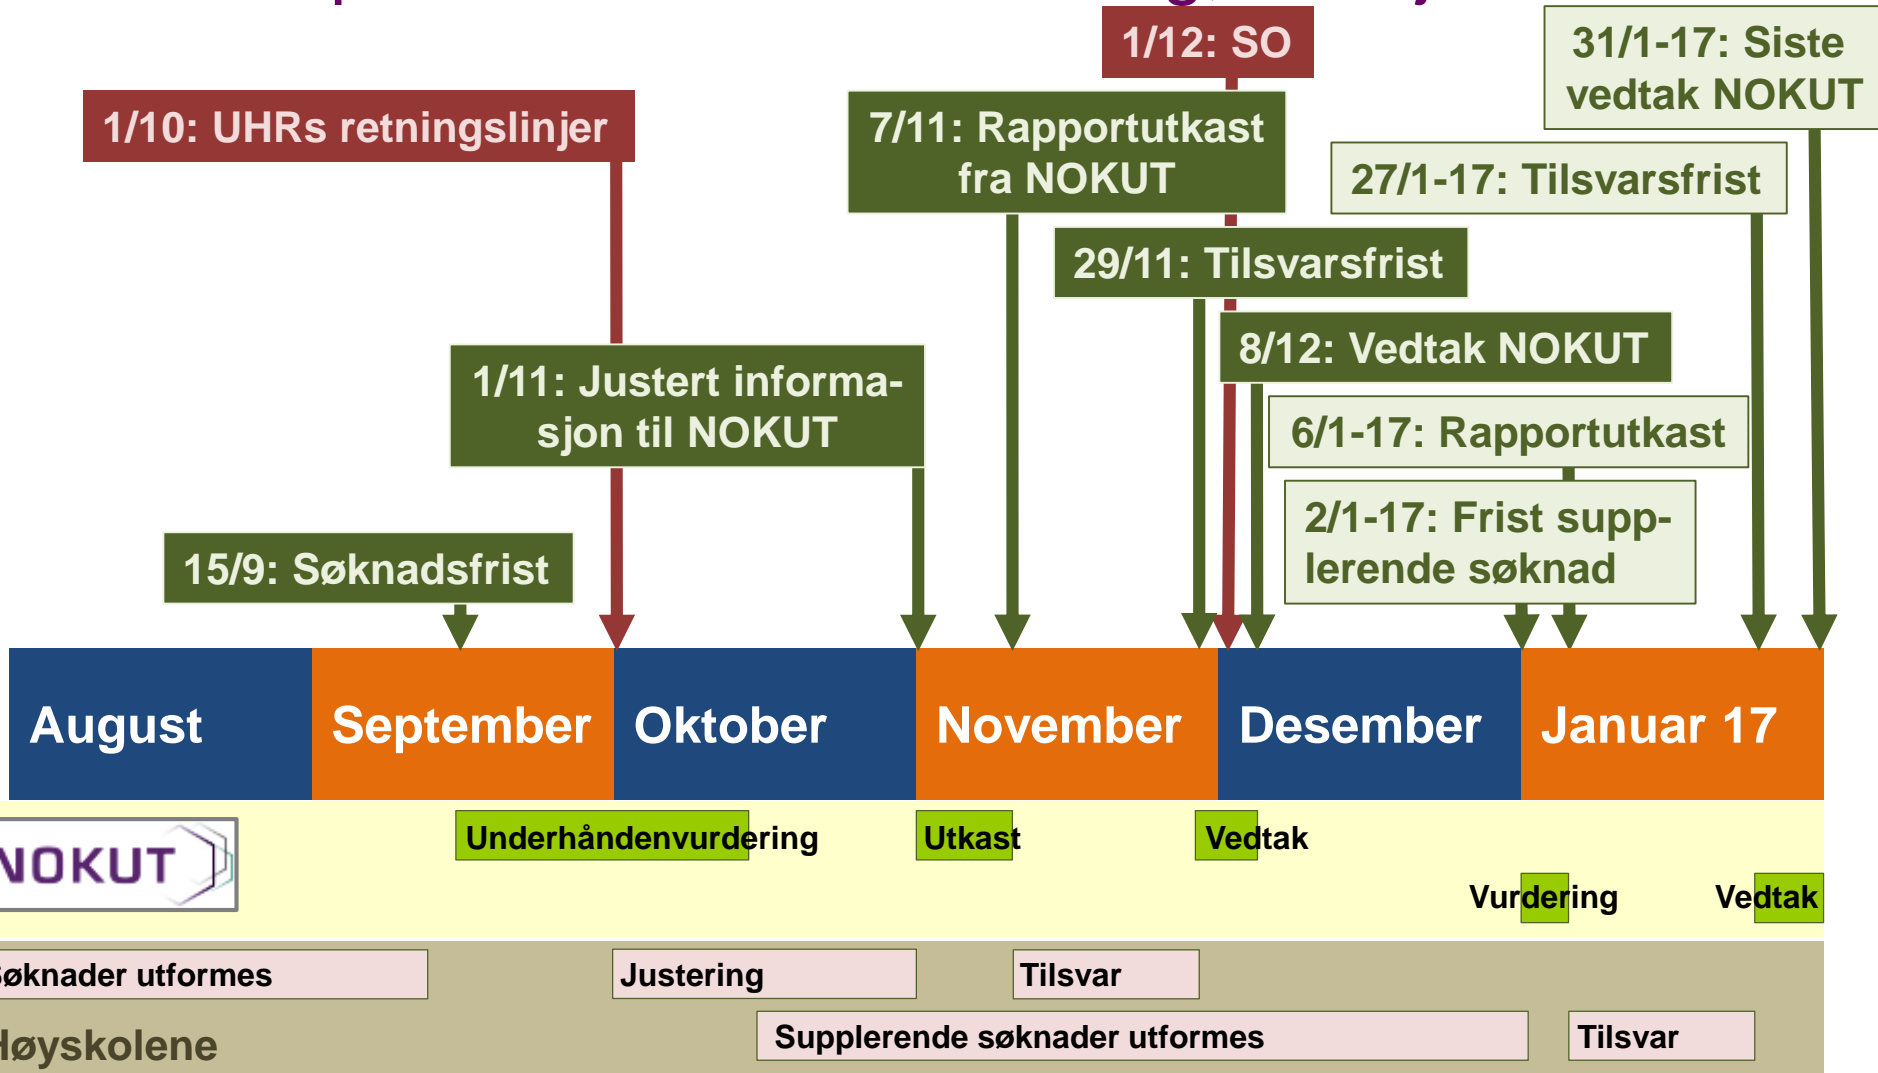 1/12: SO
31/1-17: Siste
vedtak NOKUT
1/10: UHRs retningslinjer
7/11: Rapportutkast
fra NOKUT
27/1-17: Tilsvarsfrist
29/11: Tilsvarsfrist
8/12: Vedtak NOKUT
1/11: Justert informa-
sjon til NOKUT
6/1-17: Rapportutkast
2/1-17: Frist supp-
lerende søknad
15/9: Søknadsfrist
August September Oktober November Desember Januar 17
Underhåndenvurdering Utkast Vedtak
NOKUT
Vurdering Vedtak
Søknader utformes Justering Tilsvar
Supplerende søknader utformes Tilsvar
Høyskolene